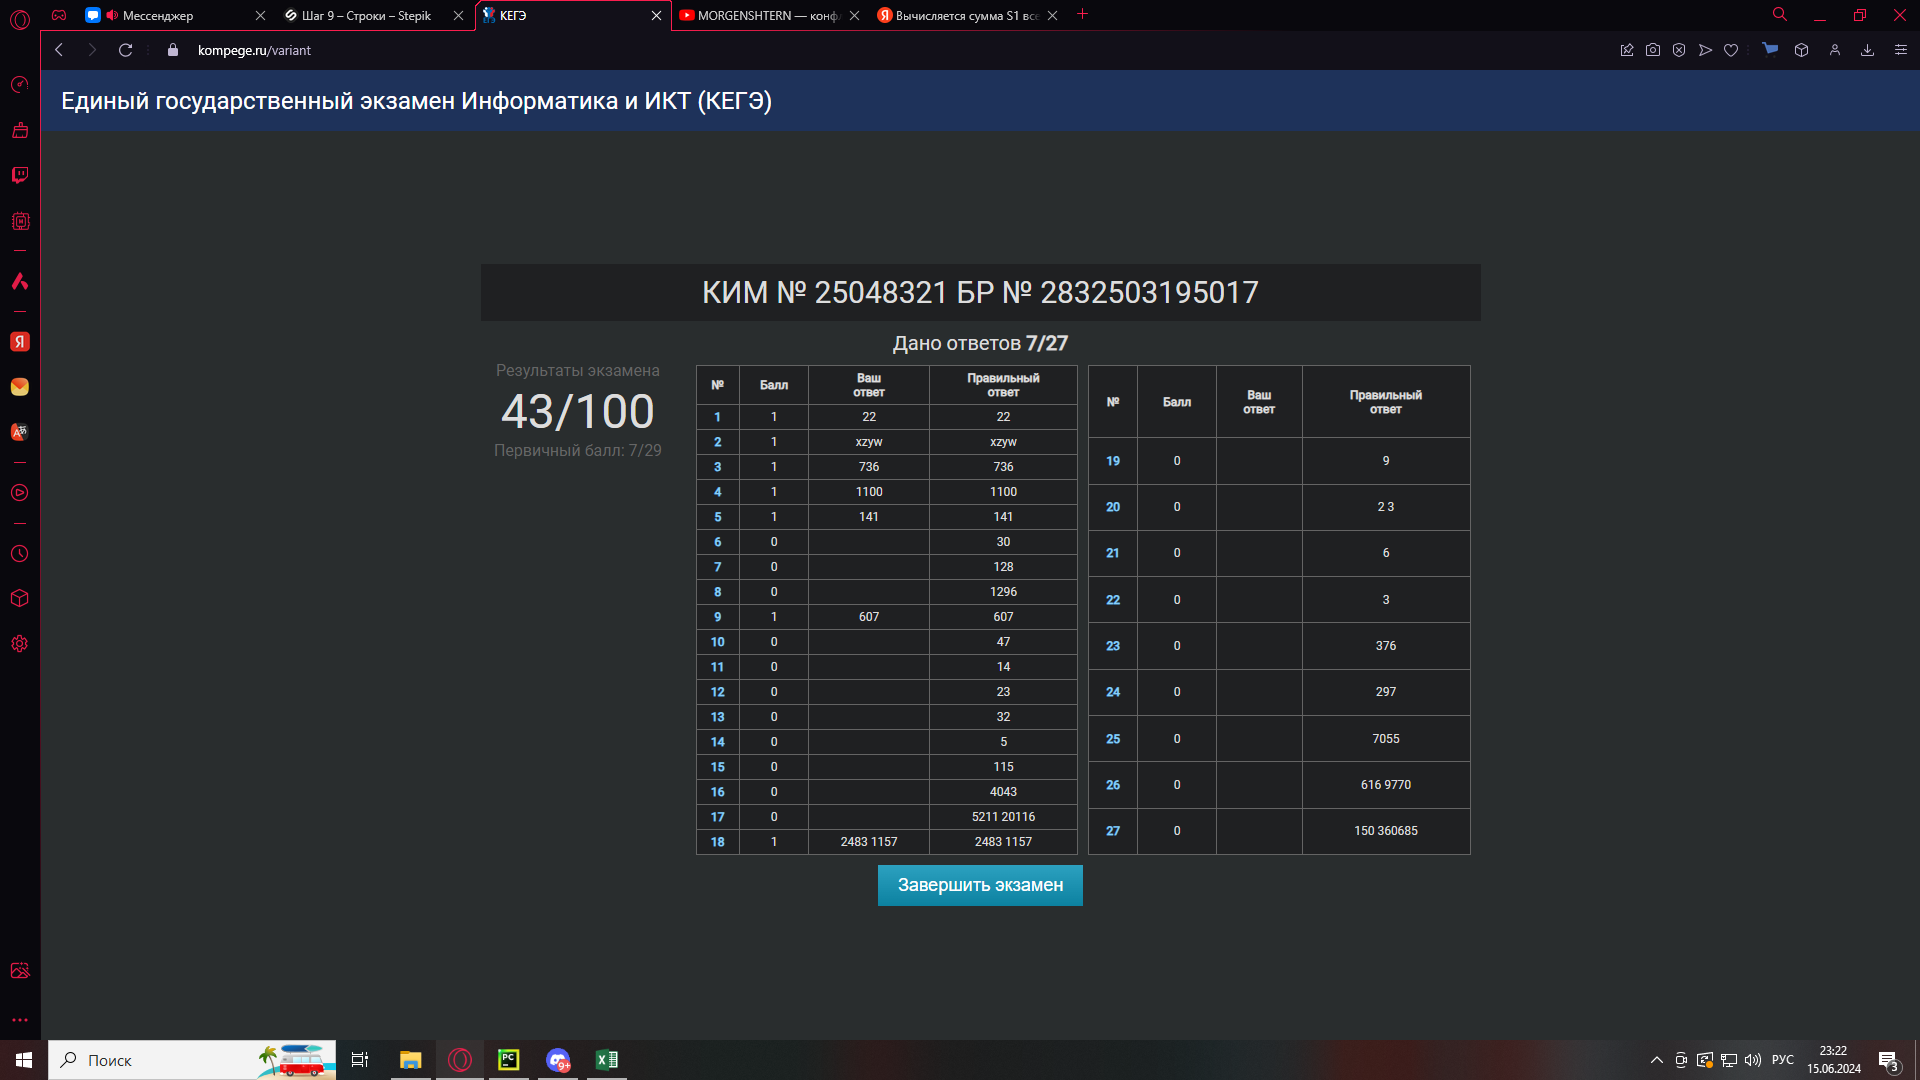 Мессенджер
Шаг 9 – Строки – Stepik
КЕГЭ
MORGENSHTERN — конф
Вычисляется сумма S1 все
kompege.ru/variant
Единый государственный экзамен Информатика и ИКТ (КЕГЭ)
КИМ № 25048321 БР № 2832503195017
Дано ответов 7/27
Результаты экзамена
43/100
Первичный балл: 7/29
№ Балл Ваш ответ Правильный ответ
1 1 22 22
2 1 xzyw xzyw
3 1 736 736
4 1 1100 1100
5 1 141 141
6 0 30
7 0 128
8 0 1296
9 1 607 607
10 0 47
11 0 14
12 0 23
13 0 32
14 0 5
15 0 115
16 0 4043
17 0 5211 20116
18 1 2483 1157 2483 1157
№ Балл Ваш ответ Правильный ответ
19 0 9
20 0 2 3
21 0 6
22 0 3
23 0 376
24 0 297
25 0 7055
26 0 616 9770
27 0 150 360685
Завершить экзамен
Поиск
PC
9+
РУС
23:22
15.06.2024
3